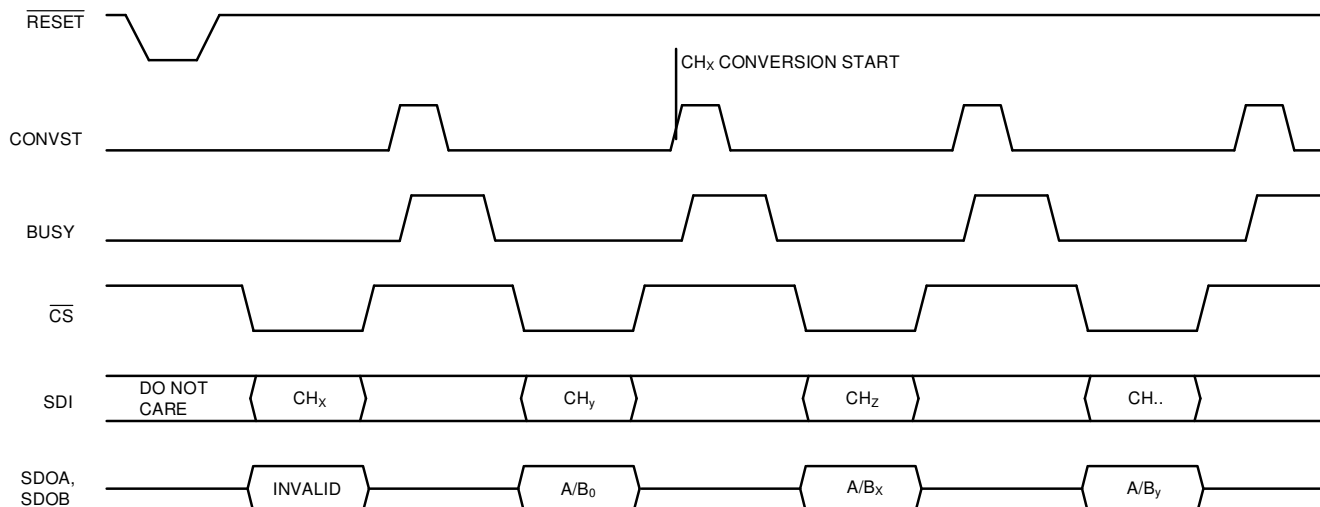 RESET
CHX CONVERSION START
CONVST
BUSY
CS
SDI
DO NOT
CARE
CHX
CHy
CHZ
CH..
SDOA,
SDOB
INVALID
A/B0
A/BX
A/By